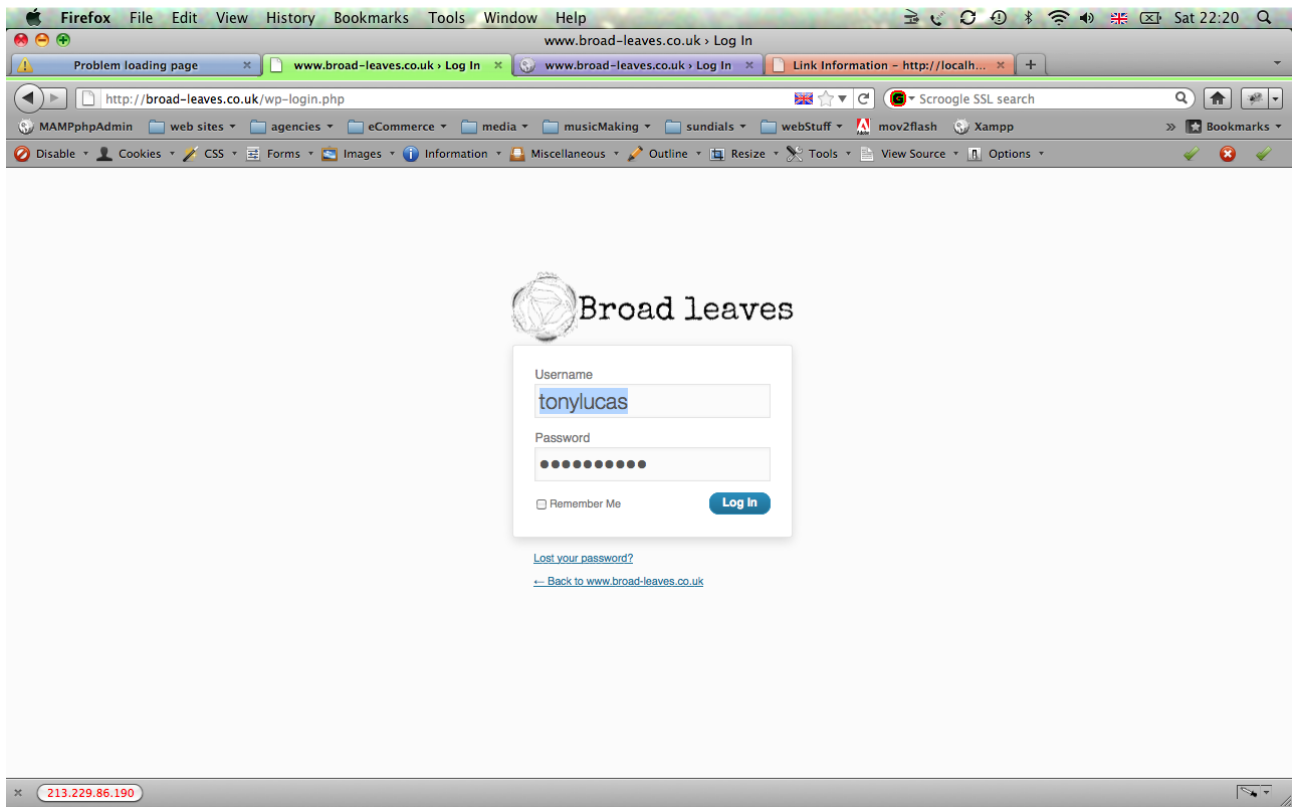 Firefox File Edit View History Bookmarks Tools Window Help Sat 22:20
www.broad-leaves.co.uk › Log In
Problem loading page www.broad-leaves.co.uk › Log In www.broad-leaves.co.uk › Log In Link Information - http://localh...
http://broad-leaves.co.uk/wp-login.php Scroogle SSL search
MAMPphpAdmin web sites agencies eCommerce media musicMaking sundials webStuff mov2flash Xampp » Bookmarks
Disable Cookies CSS Forms Images Information Miscellaneous Outline Resize Tools View Source Options
Broad leaves
Username
tonylucas
Password
●●●●●●●●●●
Remember Me Log In
Lost your password?
← Back to www.broad-leaves.co.uk
213.229.86.190